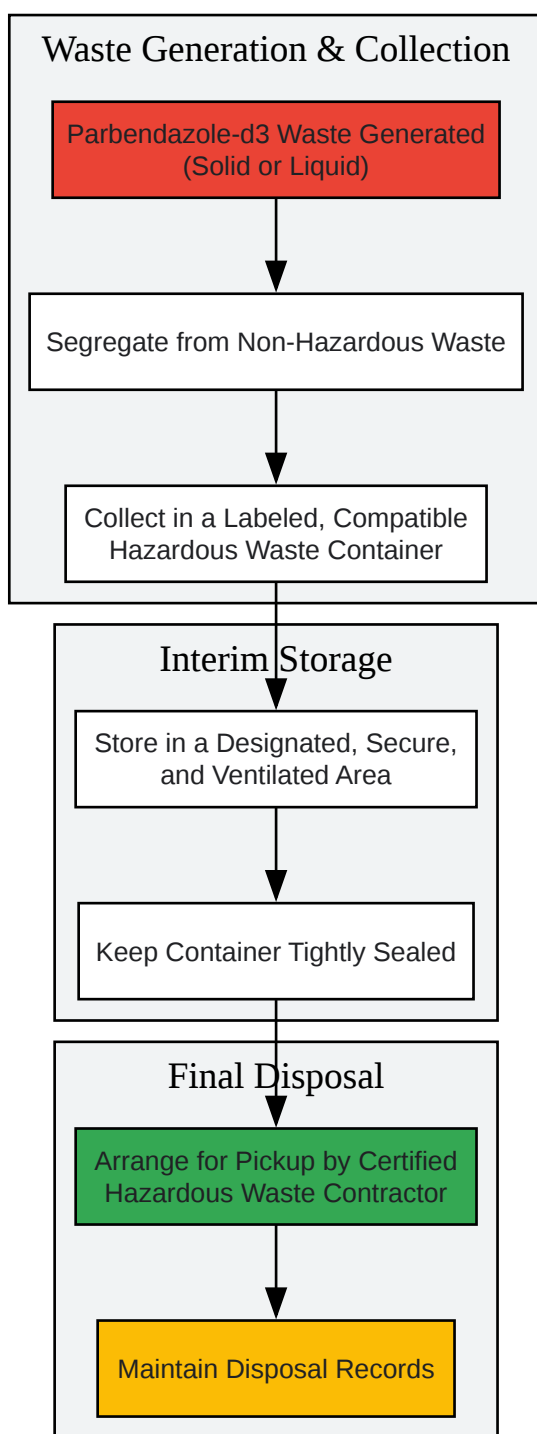 Waste Generation & Collection
Parbendazole-d3 Waste Generated
(Solid or Liquid)
Segregate from Non-Hazardous Waste
Collect in a Labeled, Compatible
Hazardous Waste Container
Interim Storage
Store in a Designated, Secure,
and Ventilated Area
Keep Container Tightly Sealed
Final Disposal
Arrange for Pickup by Certified
Hazardous Waste Contractor
Maintain Disposal Records